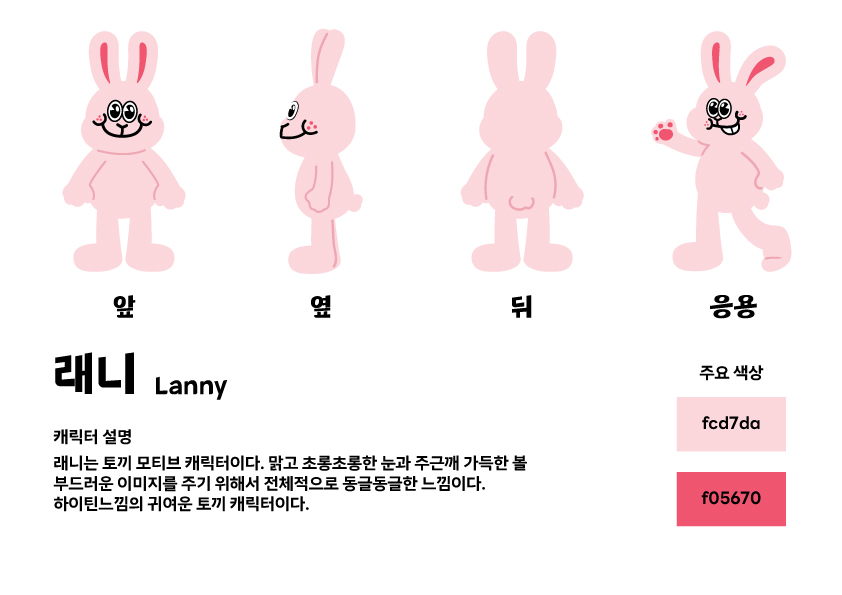 앞
옆
뒤
응용
래니 Lanny
캐릭터 설명
래니는 토끼 모티브 캐릭터이다. 맑고 초롱초롱한 눈과 주근깨 가득한 볼
부드러운 이미지를 주기 위해서 전체적으로 동글동글한 느낌이다.
하이틴느낌의 귀여운 토끼 캐릭터이다.
주요 색상
fcd7da
f05670